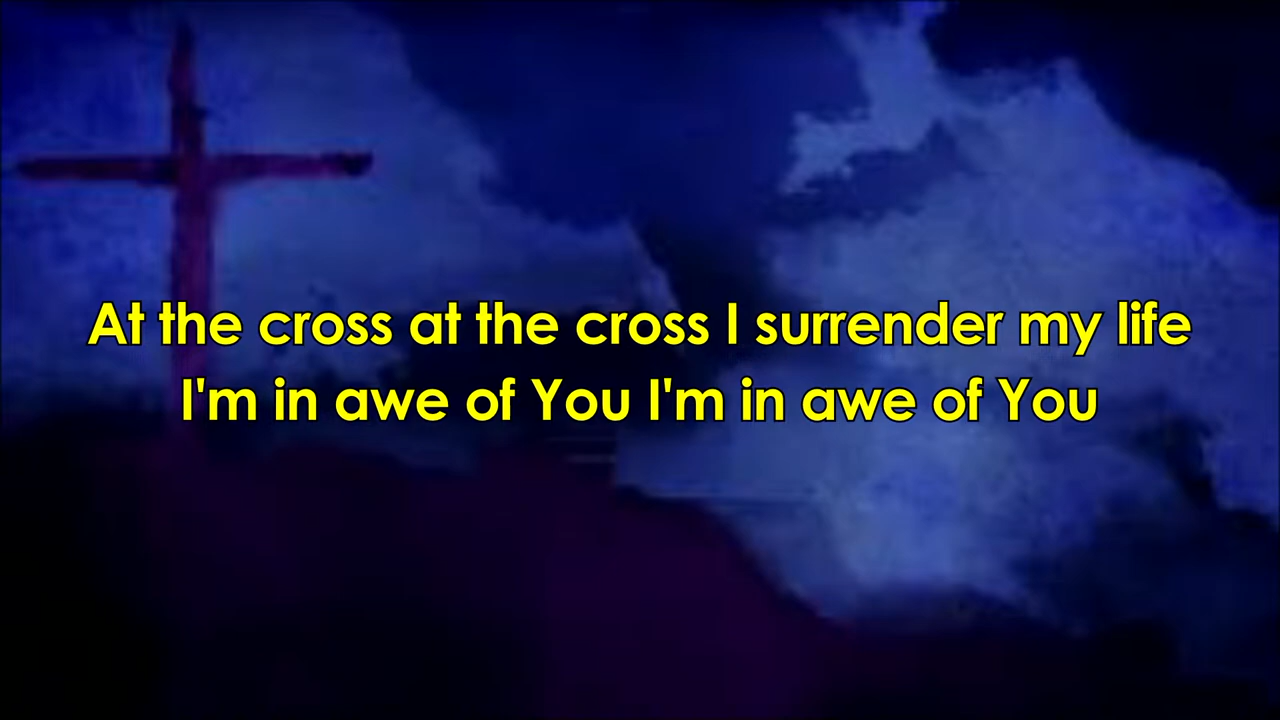 At the cross at the cross I surrender my life
I'm in awe of You I'm in awe of You